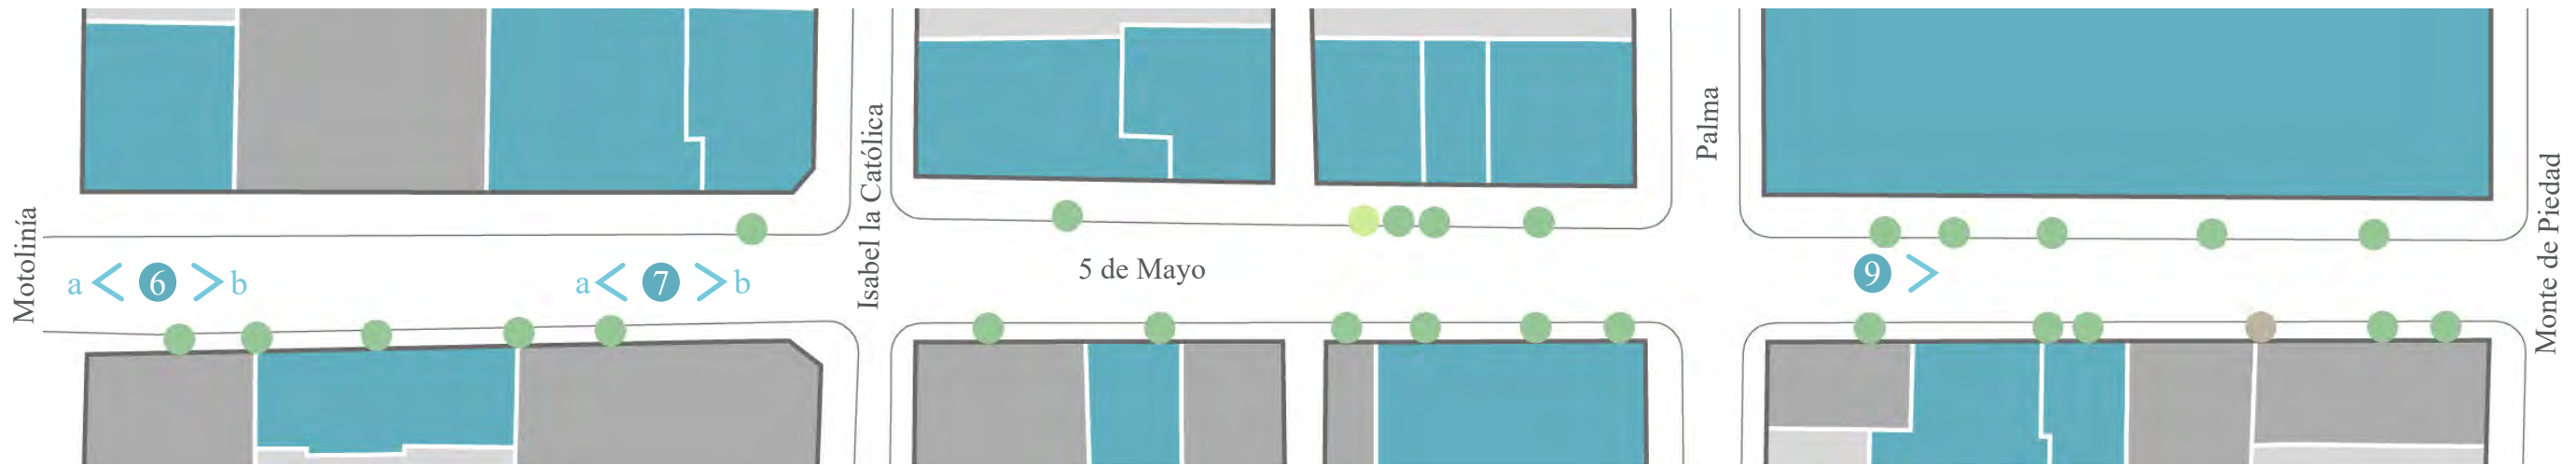 Motolinía
a < 6 > b
a < 7 > b
Isabel la Católica
5 de Mayo
Palma
9 >
Monte de Piedad